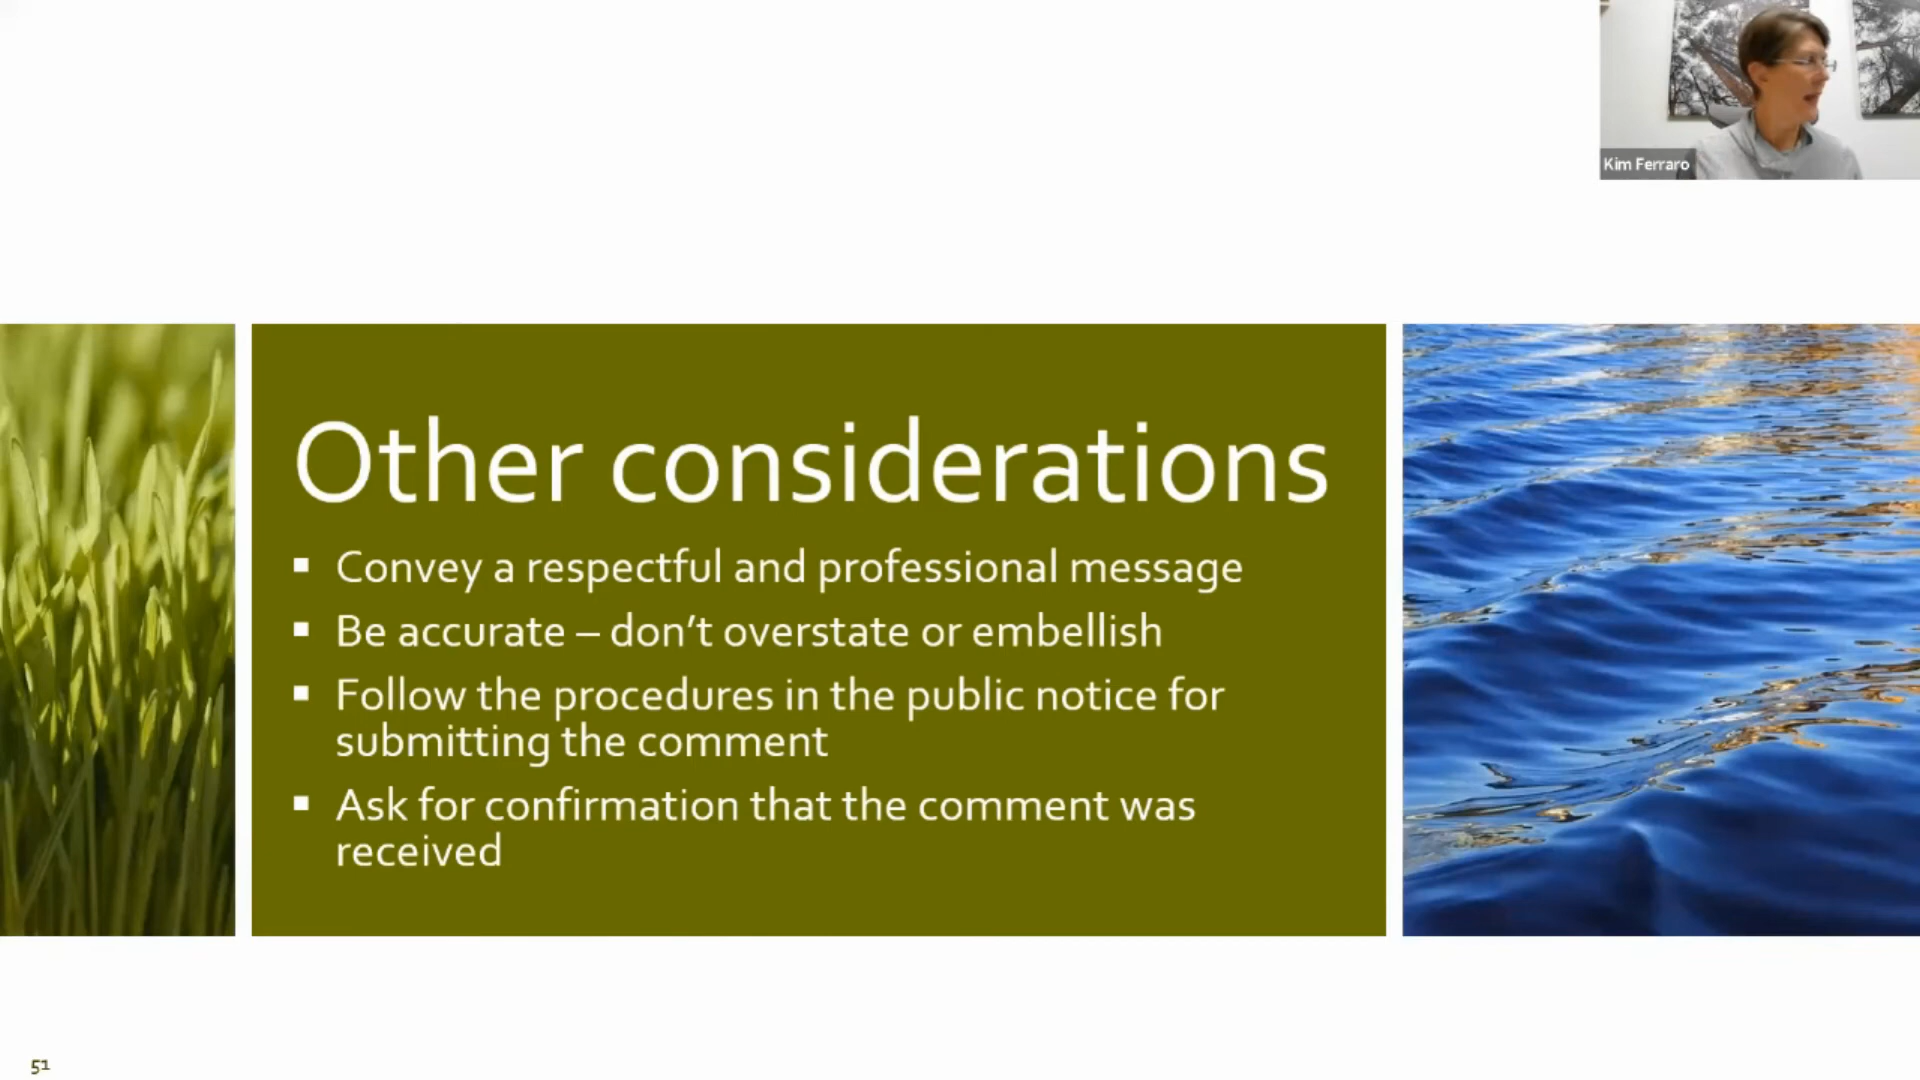 Kim Ferraro
Other considerations
▪ Convey a respectful and professional message
▪ Be accurate – don’t overstate or embellish
▪ Follow the procedures in the public notice for
submitting the comment
▪ Ask for confirmation that the comment was
received
51